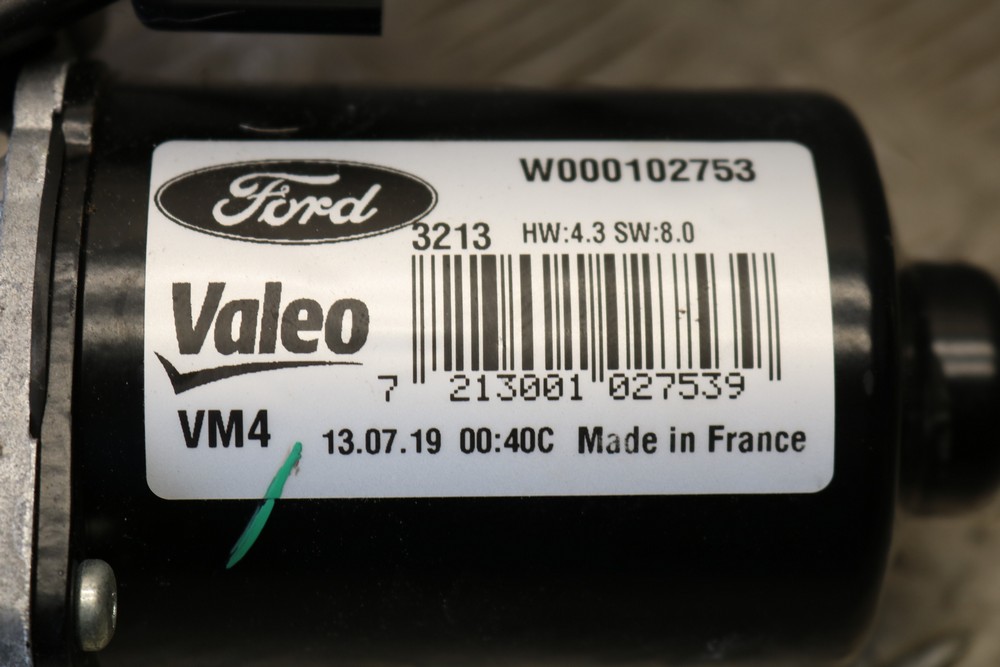 Ford
W000102753
3213 HW:4.3 SW:8.0
Valeo
7 213001 027539
VM4
13.07.19 00:40C Made in France